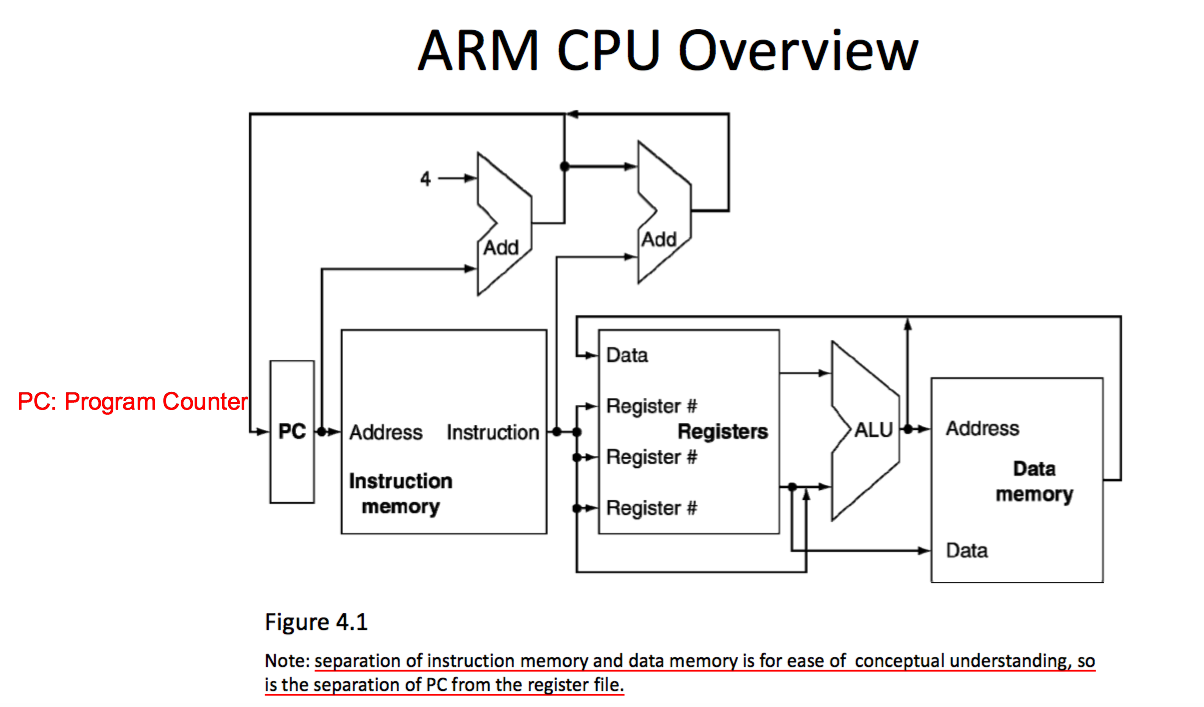 ARM CPU Overview
4
Add
Add
PC: Program Counter
PC
Address Instruction
Instruction
memory
Data
Register #
Registers
Register #
Register #
ALU
Address
Data
memory
Data
Figure 4.1
Note: separation of instruction memory and data memory is for ease of conceptual understanding, so
is the separation of PC from the register file.